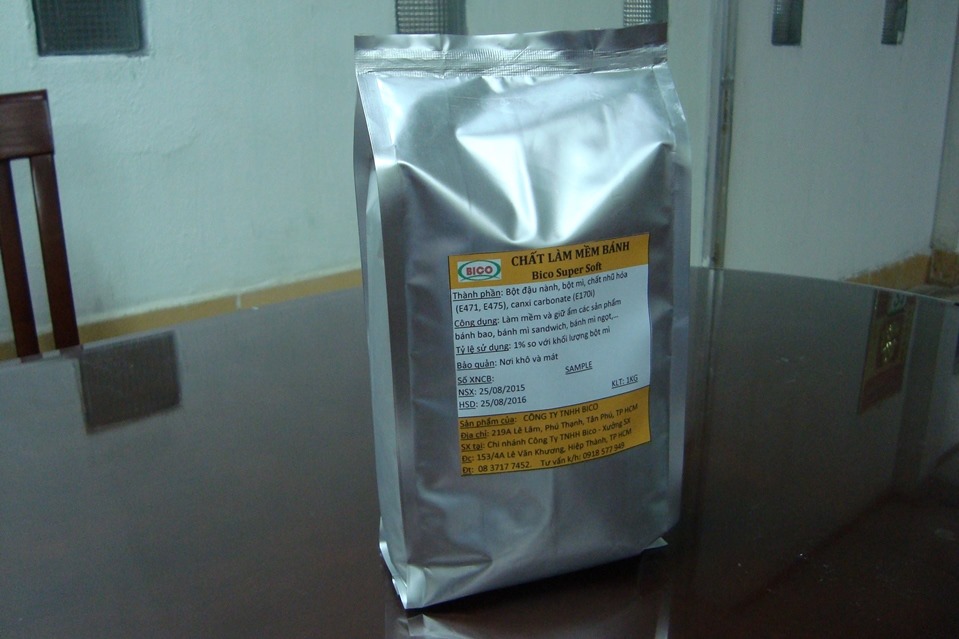 BICO
CHẤT LÀM MỀM BÁNH
Bico Super Soft
Thành phần: Bột đậu nành, bột mì, chất nhũ hóa
(E471, E475), canxi carbonate (E170i)
Công dụng: Làm mềm và giữ ẩm các sản phẩm
bánh bao, bánh mì sandwich, bánh mì ngọt,...
Tỷ lệ sử dụng: 1% so với khối lượng bột mì
Bảo quản: Nơi khô và mát
SAMPLE
Số XNCB:
NSX: 25/08/2015
KLT: 1KG
HSD: 25/08/2016
Sản phẩm của: CÔNG TY TNHH BICO
Địa chỉ: 219A Lê Lâm, Phú Thạnh, Tân Phú, TP HCM
SX tại: Chi nhánh Công Ty TNHH Bico - Xưởng SX
Đc: 153/4A Lê Văn Khương, Hiệp Thành, TP HCM
Đt: 08 3717 7452. Tư vấn k/h: 0918 577 949